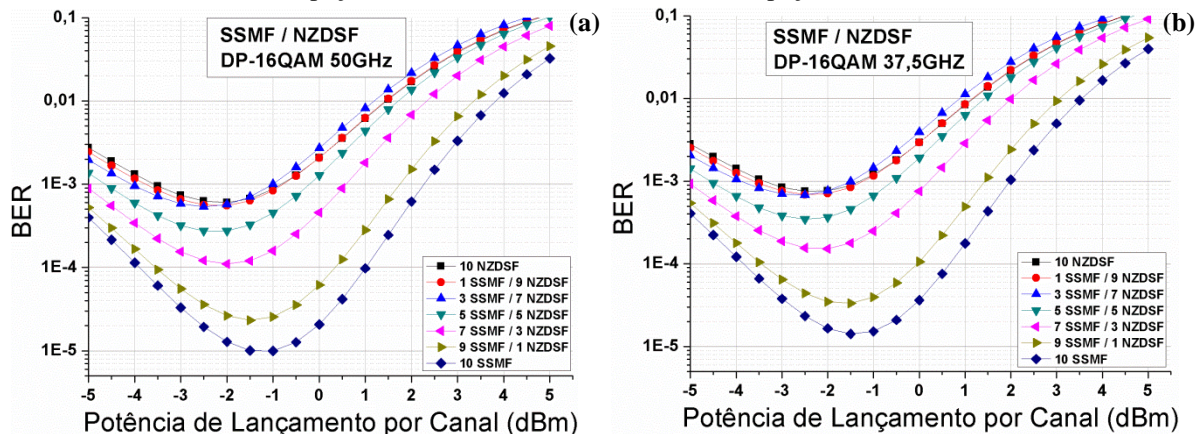 (a)
SSMF / NZDSF
DP-16QAM 50GHz
0,1
0,01
1E-3
1E-4
1E-5
BER
10 NZDSF
1 SSMF / 9 NZDSF
3 SSMF / 7 NZDSF
5 SSMF / 5 NZDSF
7 SSMF / 3 NZDSF
9 SSMF / 1 NZDSF
10 SSMF
-5 -4 -3 -2 -1 0 1 2 3 4 5
Potência de Lançamento por Canal (dBm)
(b)
SSMF / NZDSF
DP-16QAM 37,5GHZ
0,1
0,01
1E-3
1E-4
1E-5
BER
10 NZDSF
1 SSMF / 9 NZDSF
3 SSMF / 7 NZDSF
5 SSMF / 5 NZDSF
7 SSMF / 3 NZDSF
9 SSMF / 1 NZDSF
10 SSMF
-5 -4 -3 -2 -1 0 1 2 3 4 5
Potência de Lançamento por Canal (dBm)